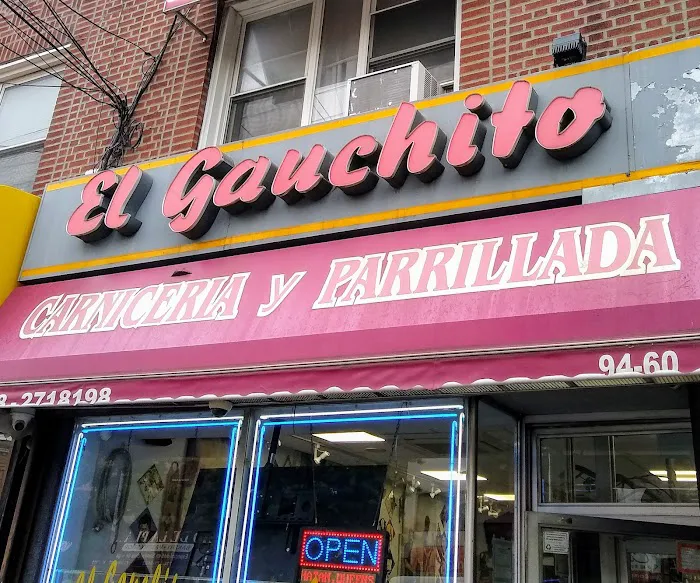 El Gauchito
CARNICERIA y PARRILLADA
2718198 94-60
OPEN